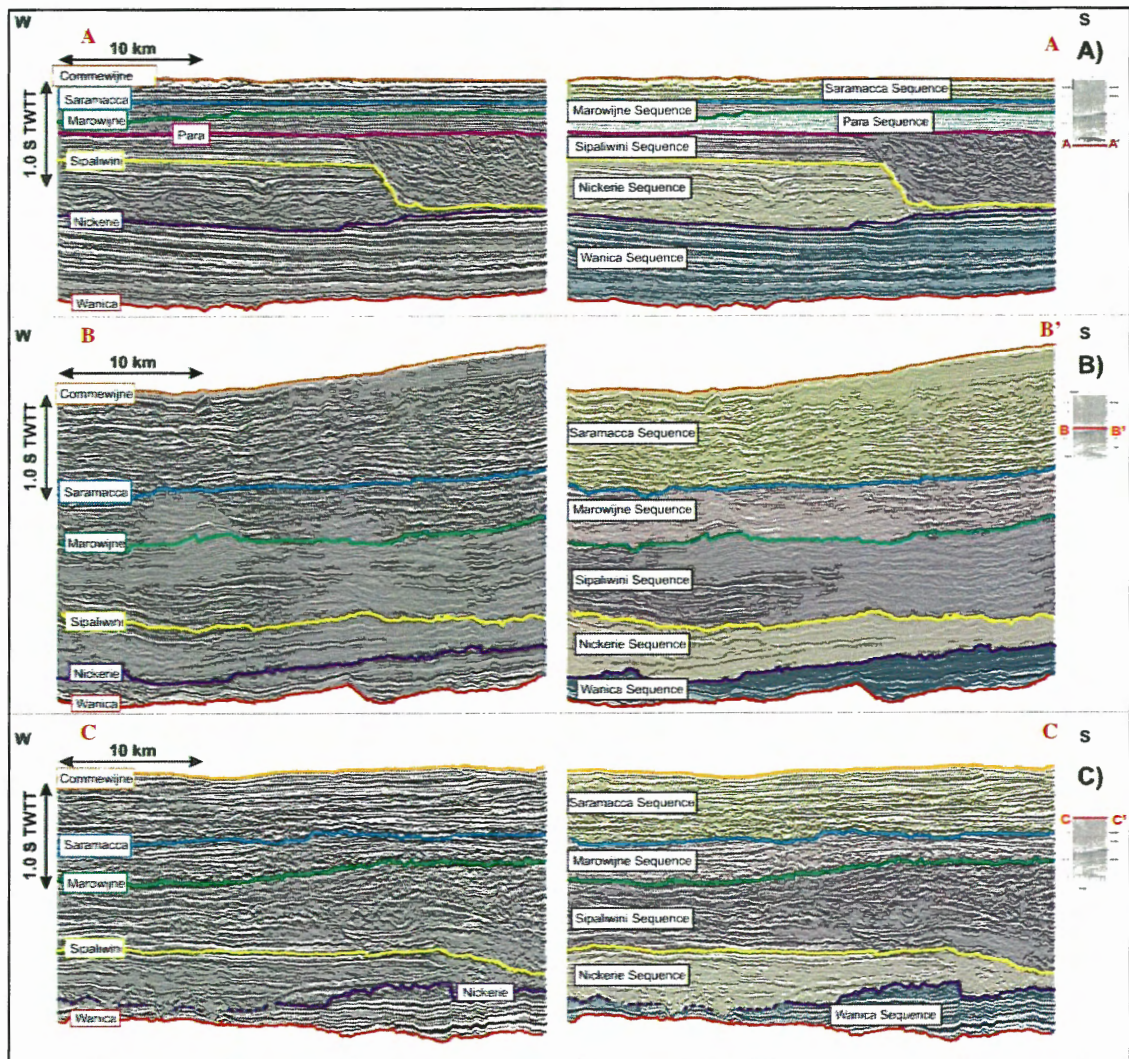 W
S
A
A
A)
10 km
1.0 S TWTT
Commewijne
Saramacca
Marowijne
Para
Sipaliwini
Nickerie
Wanica
Saramacca Sequence
Marowijne Sequence
Para Sequence
Sipaliwini Sequence
Nickerie Sequence
Wanica Sequence
A A'
W
S
B
B'
B)
10 km
1.0 S TWTT
Commewijne
Saramacca
Marowijne
Sipaliwini
Nickerie
Wanica
Saramacca Sequence
Marowijne Sequence
Sipaliwini Sequence
Nickerie Sequence
Wanica Sequence
B B'
W
S
C
C
C)
10 km
1.0 S TWTT
Commewijne
Saramacca
Marowijne
Sipaliwini
Nickerie
Wanica
Saramacca Sequence
Marowijne Sequence
Sipaliwini Sequence
Nickerie Sequence
Wanica Sequence
C C'